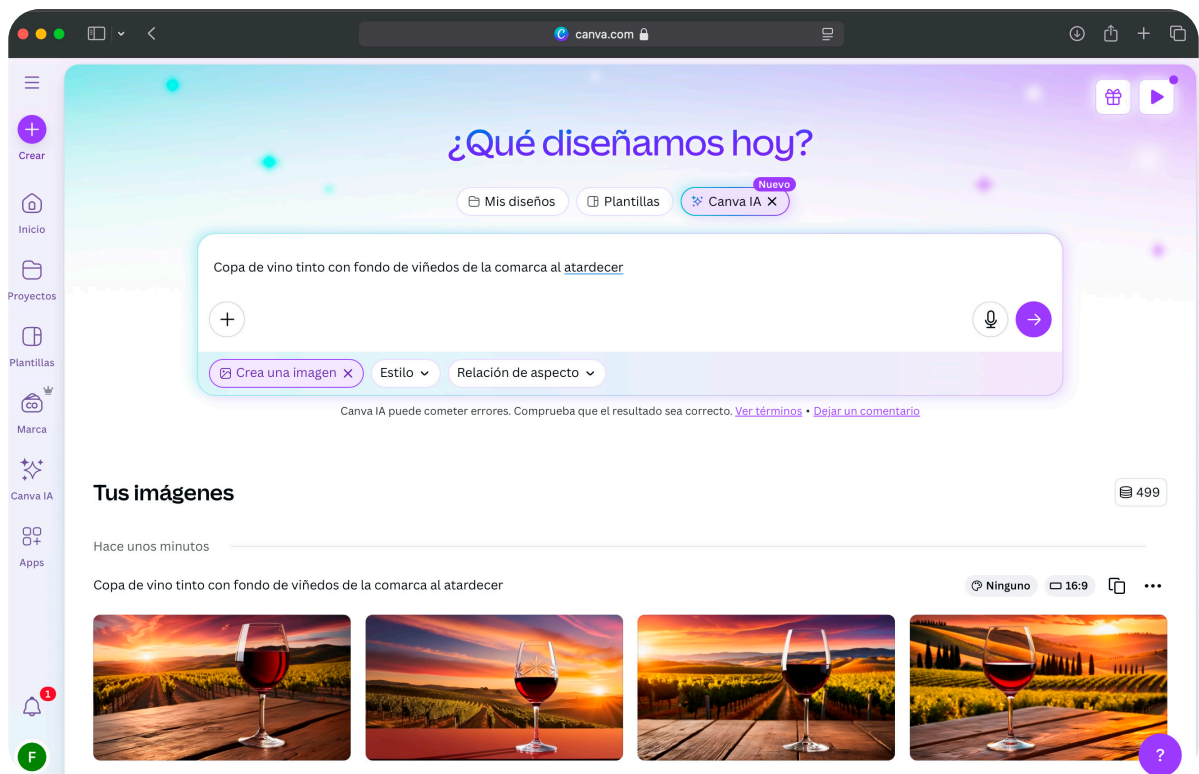 canva.com
¿Qué diseñamos hoy?
Nuevo
Mis diseños
Plantillas
Canva IA
Copa de vino tinto con fondo de viñedos de la comarca al atardecer
Crea una imagen
Estilo
Relación de aspecto
Canva IA puede cometer errores. Comprueba que el resultado sea correcto. Ver términos • Dejar un comentario
Crear
Inicio
Proyectos
Plantillas
CO
Marca
Canva IA
Apps
1
F
Tus imágenes
499
Hace unos minutos
Copa de vino tinto con fondo de viñedos de la comarca al atardecer
Ninguno
16:9
?